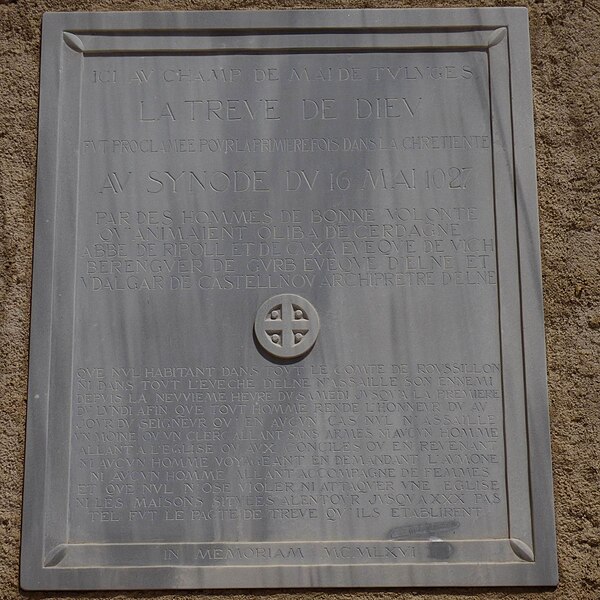 ICI AV CHAMP DE MAI DE TVLVGES
LA TREVE DE DIEV
FVT PROCLAMEE POVR LA PREMIERE FOIS DANS LA CHRETIENTE
AV SYNODE DV 16 MAI 1027
PAR DES HOMMES DE BONNE VOLONTE
QV'ANIMAIENT OLIBA DE CERDAGNE
ABBE DE RIPOLL ET DE CVXA EVEQVE DE VICH
BERENGVER DE GVRB EVEQVE D'ELNE ET
VDALGAR DE CASTELLNOV ARCHIPRETRE D'ELNE
QVE NVL HABITANT DANS TOVT LE COMTE DE ROVSSILLON
NI DANS TOVT L'EVECHE D'ELNE N'ASSAILLE SON ENNEMI
DEPVIS LA NEVVIEME HEVRE DV SAMEDI JVSQV'A LA PREMIERE
DV LVNDI AFIN QVE TOVT HOMME RENDE L'HONNEVR DV AV
JOVR DV SEIGNEVR QV'EN AVCVN CAS NVL N'ASSAILLE
VN MOINE OV VN CLERC ALLANT SANS ARMES NI AVCVN HOMME
ALLANT A L'EGLISE OV AVX CONCILES OV EN REVENANT
NI AVCVN HOMME VOYAGEANT EN DEMANDANT L'AVMONE
NI AVCVN HOMME ALLANT ACCOMPAGNE DE FEMMES
ET QVE NVL N'OSE VIOLER NI ATTAQVER VNE EGLISE
NI LES MAISONS SITVEES ALENTOVR JVSQV'A XXX PAS
TEL FVT LE PACTE DE TREVE QV'ILS ETABLIRENT
IN MEMORIAM MCMLXVI